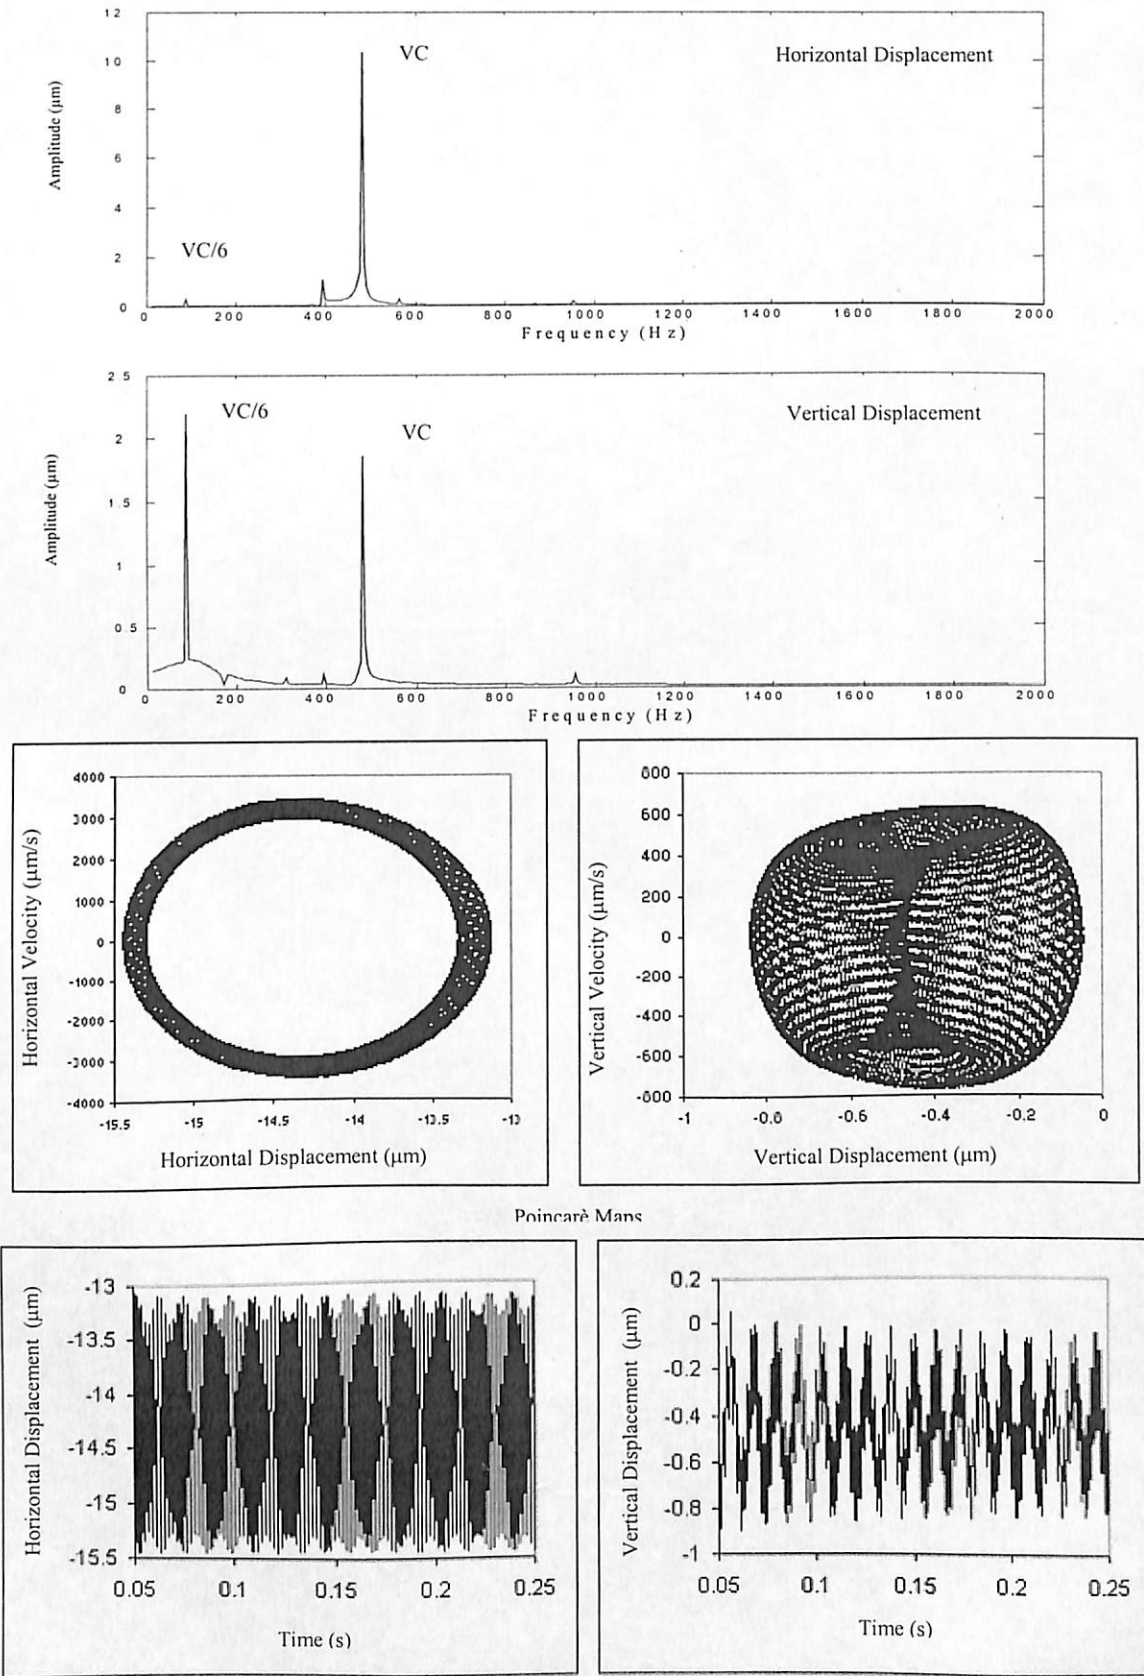 12
10
8
6
4
2
0
Amplitude (μm)
VC
Horizontal Displacement
VC/6
0 200 400 600 800 1000 1200 1400 1600 1800 2000
Frequency (Hz)
2.5
2
1.5
1
0.5
0
Amplitude (μm)
VC/6
VC
Vertical Displacement
0 200 400 600 800 1000 1200 1400 1600 1800 2000
Frequency (Hz)
4000
3000
2000
1000
0
-1000
-2000
-3000
-4000
Horizontal Velocity (μm/s)
-15.5 -15 -14.5 -14 -13.5 -13
Horizontal Displacement (μm)
800
600
400
200
0
-200
-400
-600
-800
Vertical Velocity (μm/s)
-1 -0.8 -0.6 -0.4 -0.2 0
Vertical Displacement (μm)
Poincarè Maps
-13
-13.5
-14
-14.5
-15
-15.5
Horizontal Displacement (μm)
0.05 0.1 0.15 0.2 0.25
Time (s)
0.2
0
-0.2
-0.4
-0.6
-0.8
-1
Vertical Displacement (μm)
0.05 0.1 0.15 0.2 0.25
Time (s)